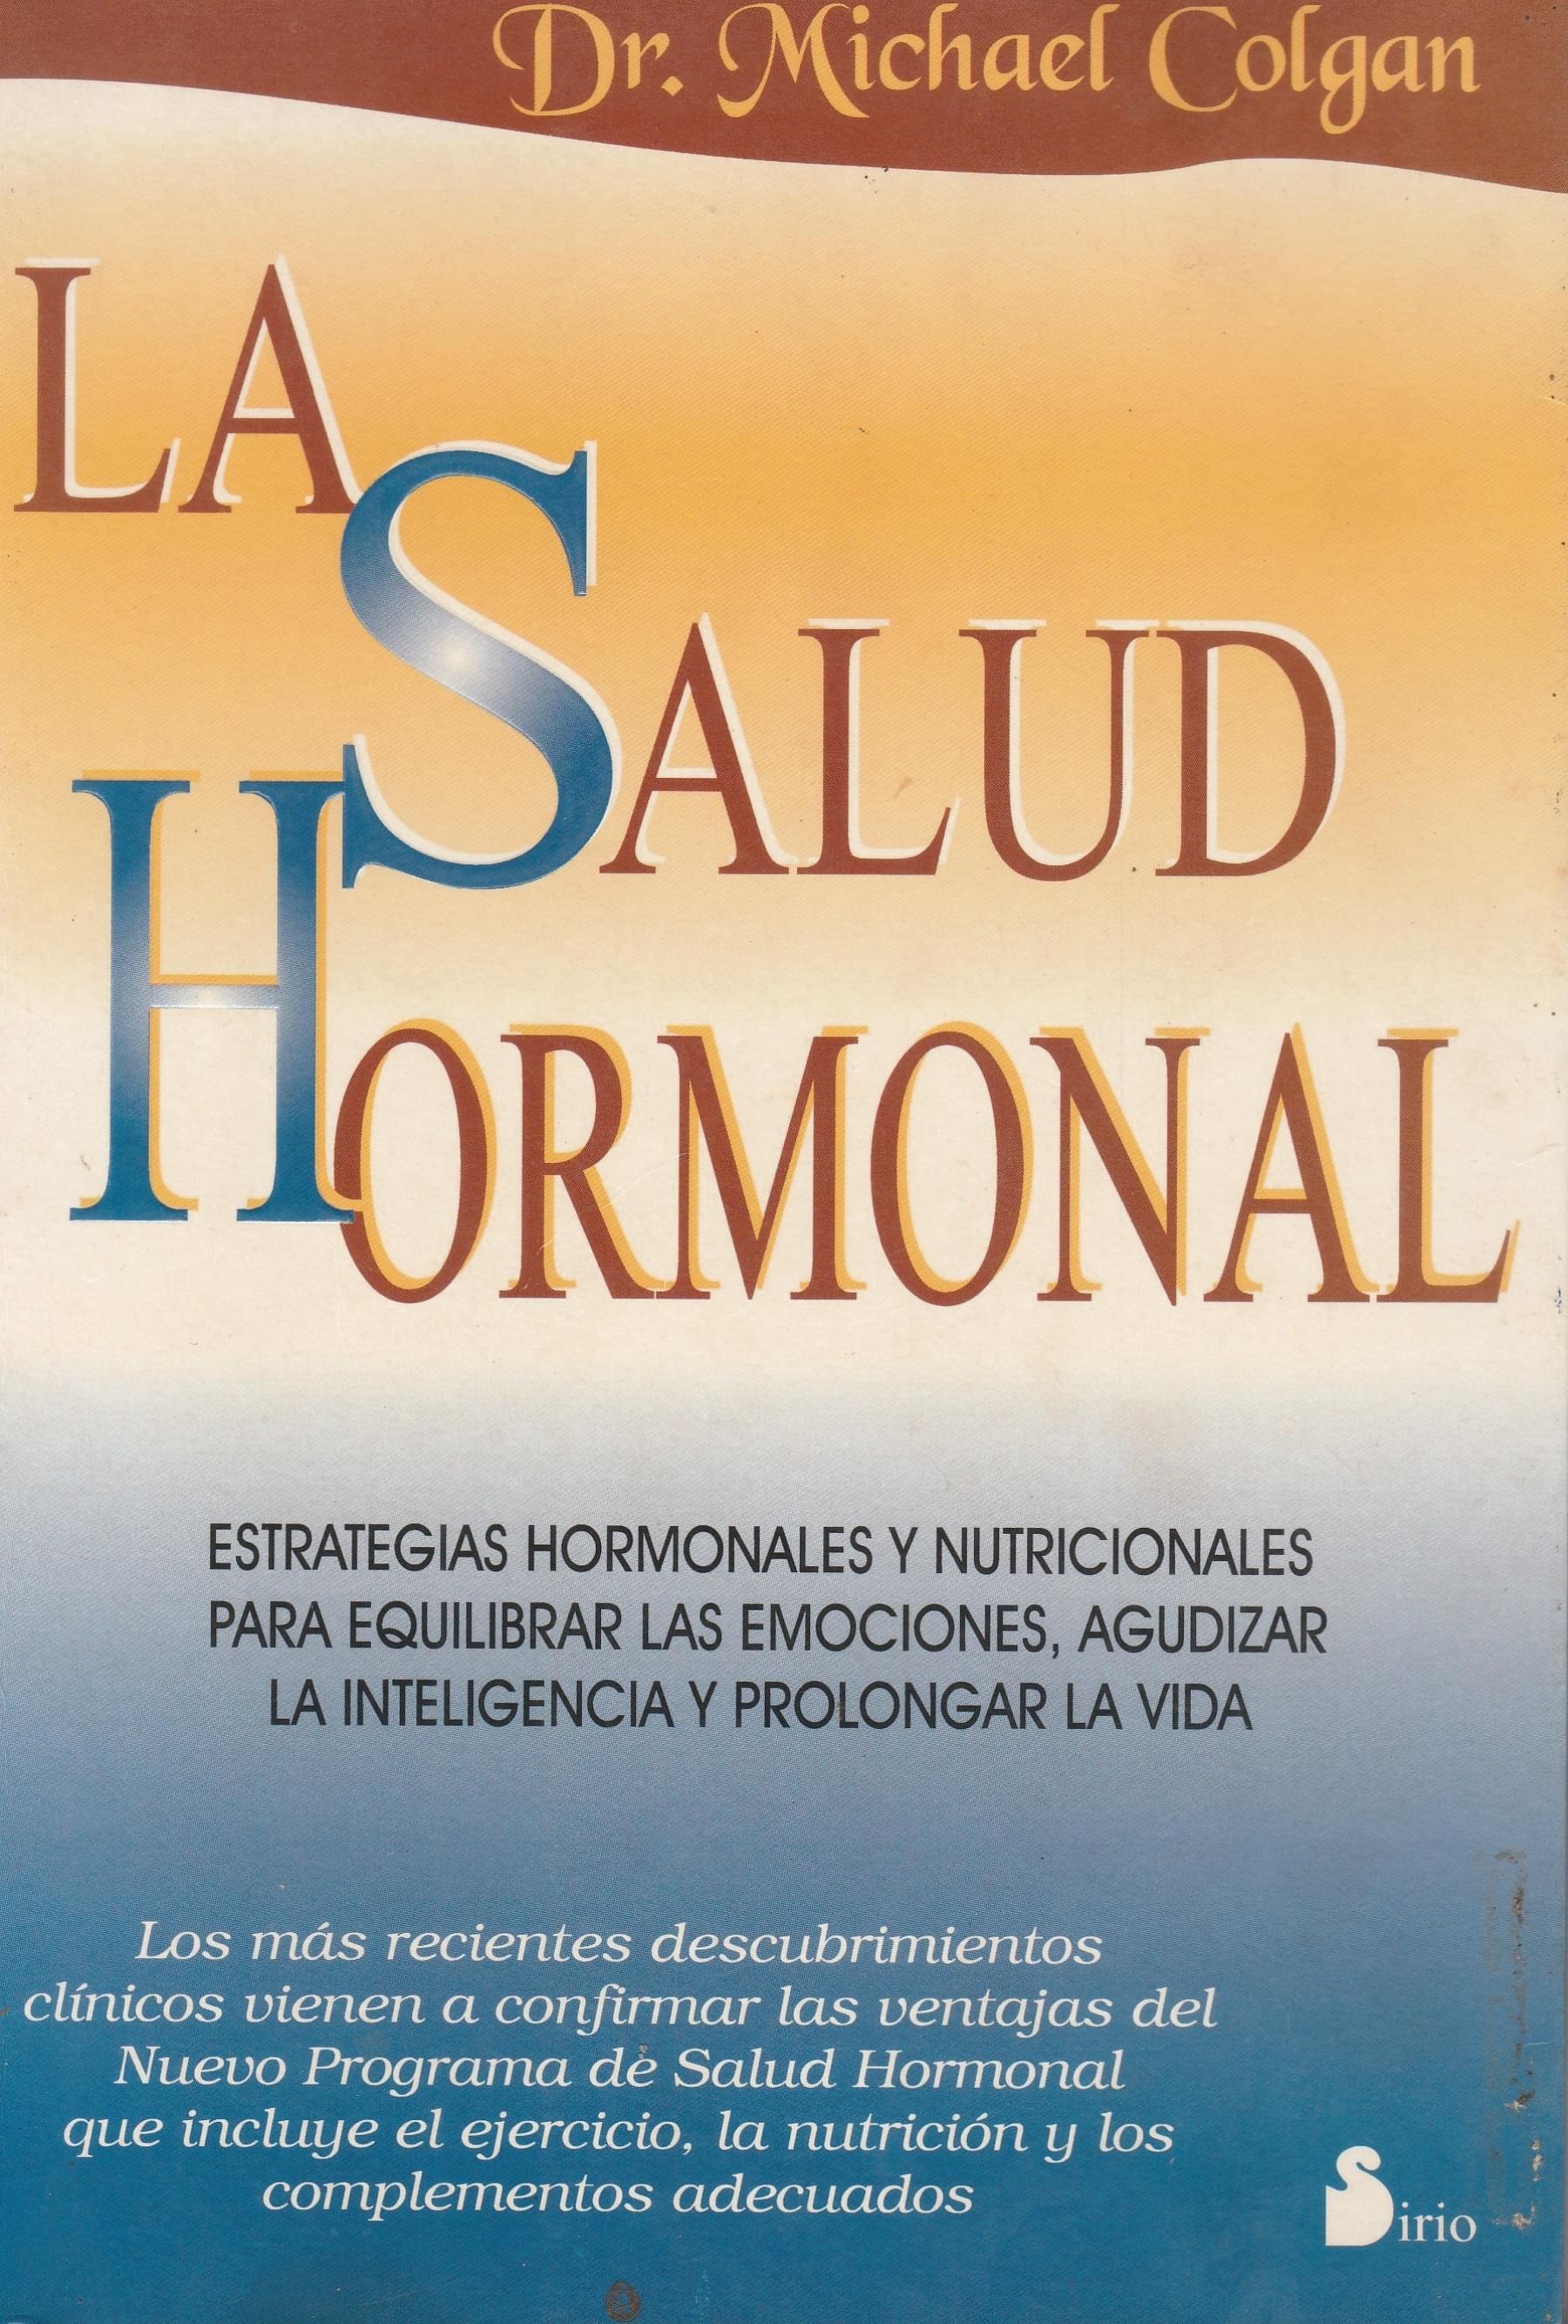 Dr. Michael Colgan
LA
SALUD
HORMONAL
ESTRATEGIAS HORMONALES Y NUTRICIONALES
PARA EQUILIBRAR LAS EMOCIONES, AGUDIZAR
LA INTELIGENCIA Y PROLONGAR LA VIDA
Los más recientes descubrimientos
clínicos vienen a confirmar las ventajas del
Nuevo Programa de Salud Hormonal
que incluye el ejercicio, la nutrición y los
complementos adecuados
Sirio